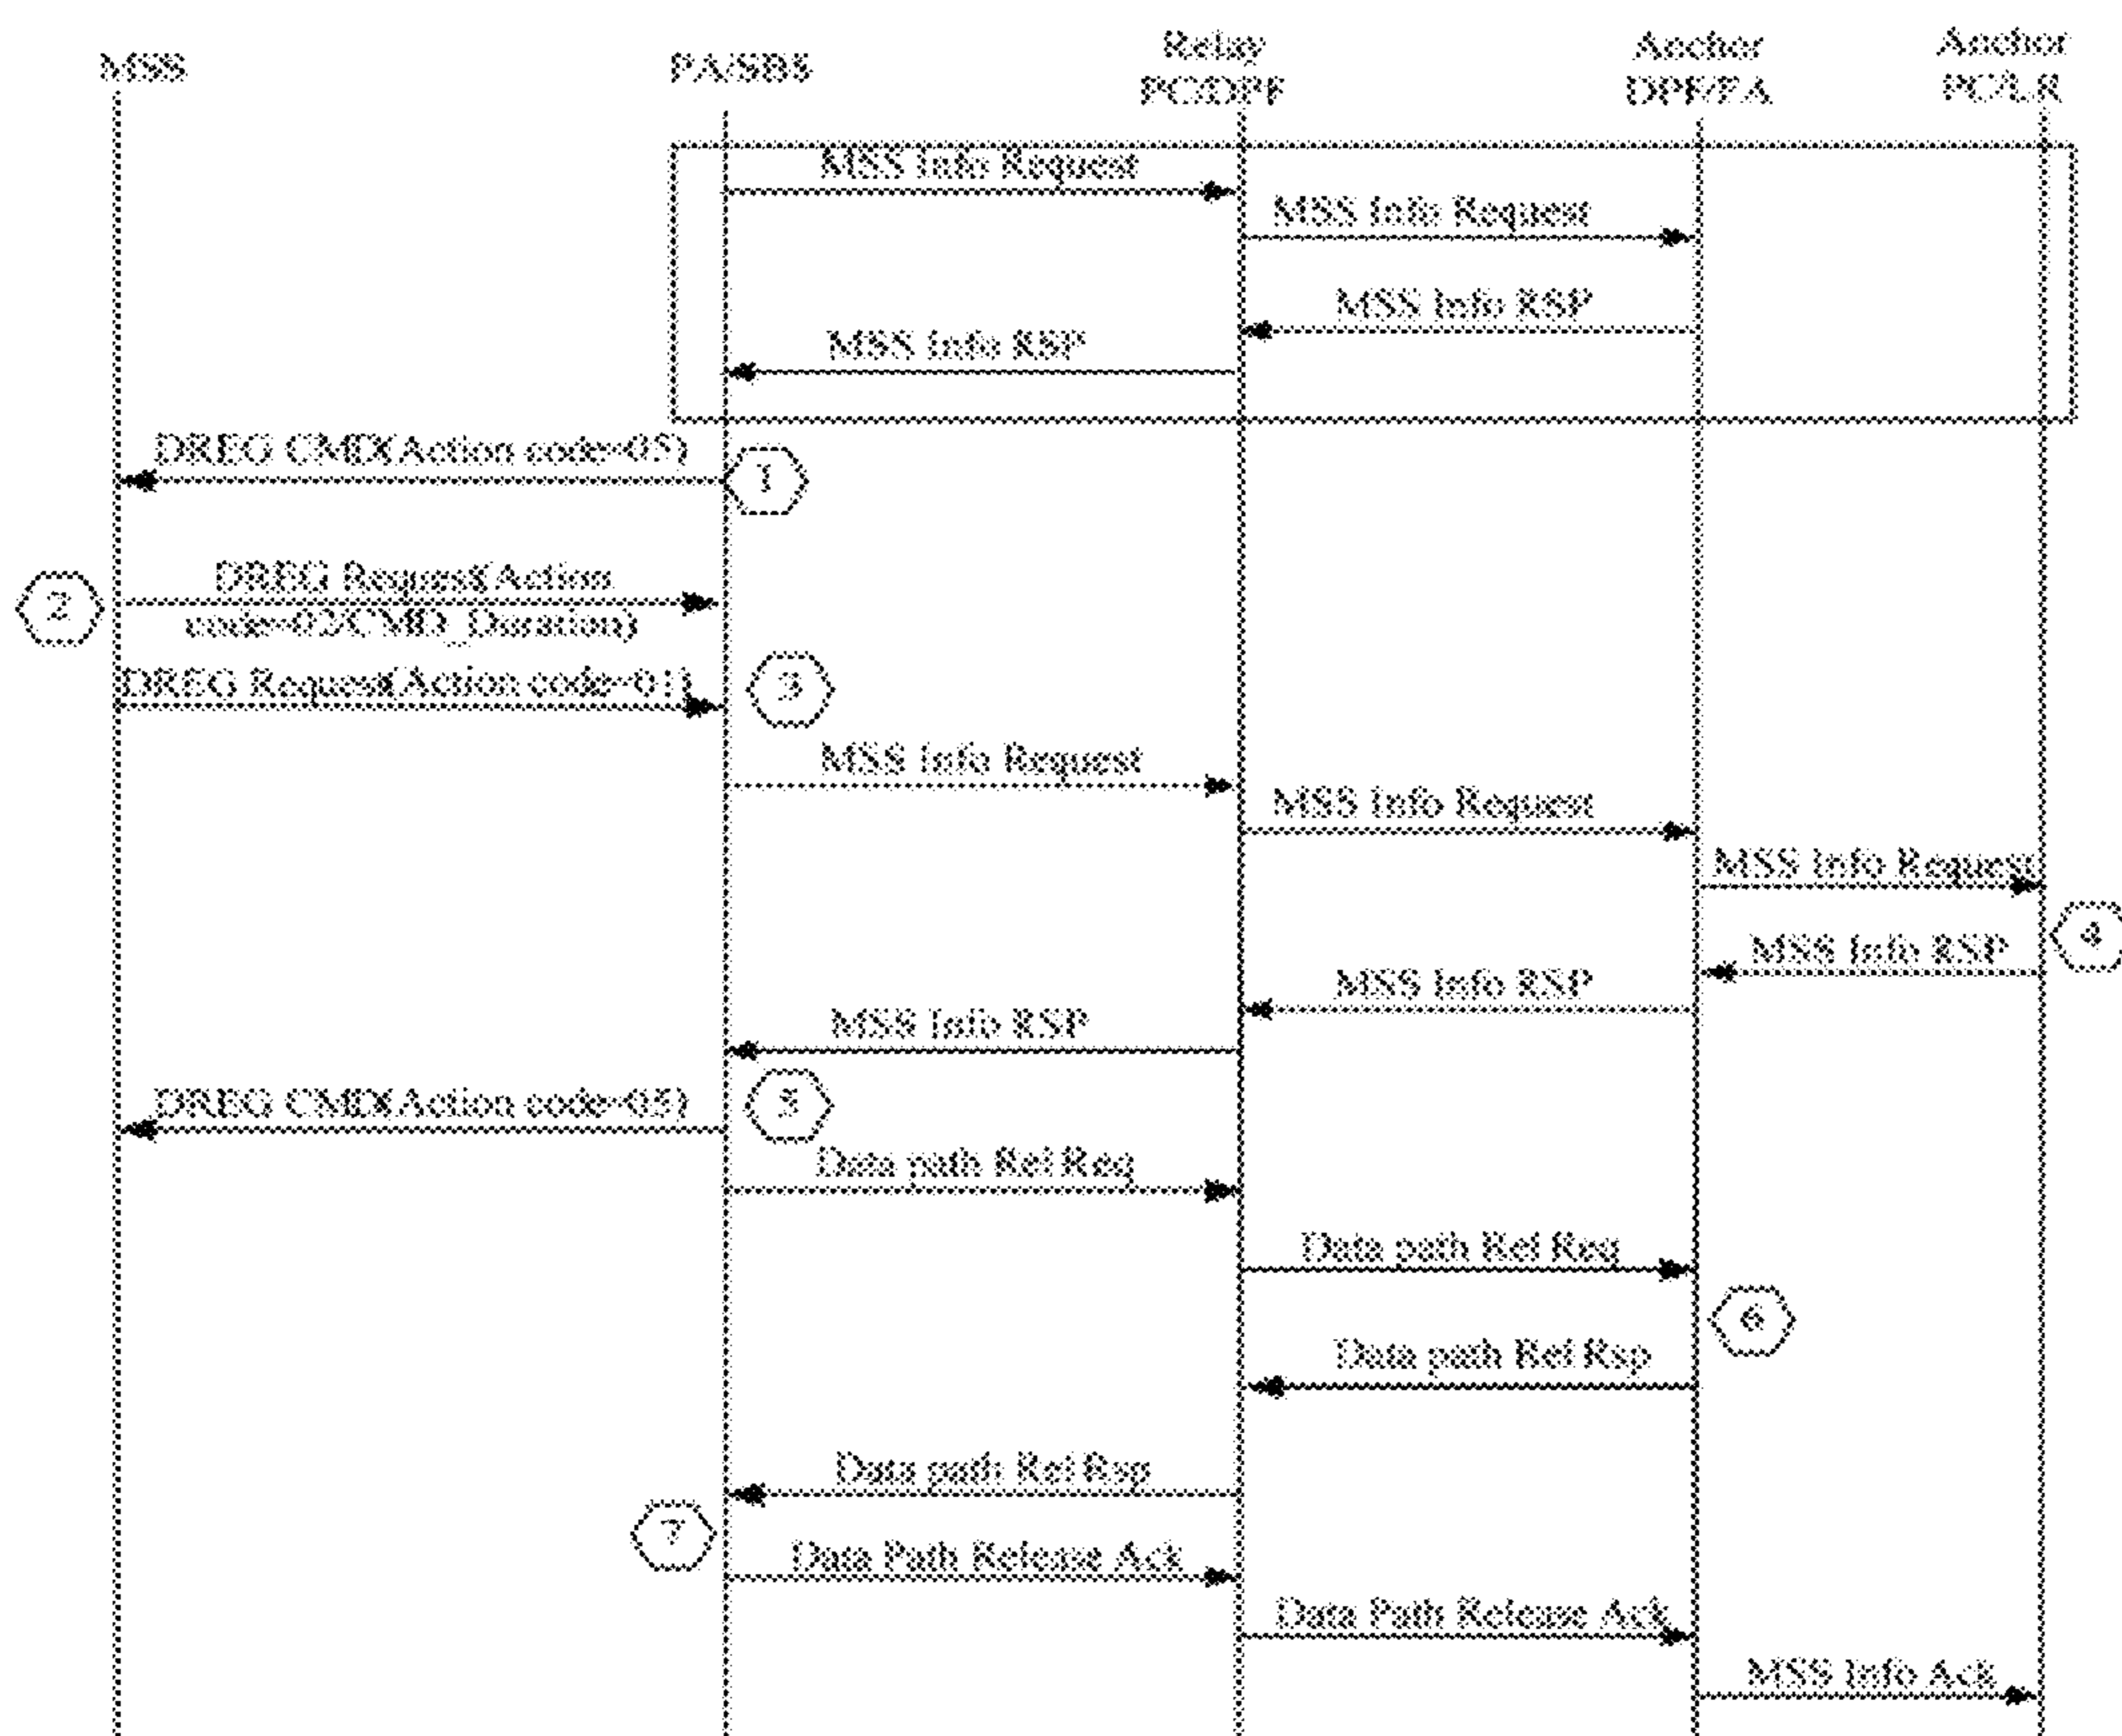 MSS
PA/SBS
Relay
PC/DPF
Anchor
DPF/FA
Anchor
PC/LR
MSS Info Request
MSS Info Request
MSS Info RSP
MSS Info RSP
DREG CMD(Action code=05)
1
DREG Request(Action
2
code=02(CMD_Duration)
DREG Request(Action code=01)
3
MSS Info Request
MSS Info Request
MSS Info Request
4
MSS Info RSP
MSS Info RSP
MSS Info RSP
5
DREG CMD(Action code=05)
Data path Rel Req
Data path Rel Req
6
Data path Rel Rsp
Data path Rel Rsp
7
Data Path Release Ack
Data Path Release Ack
MSS Info Ack